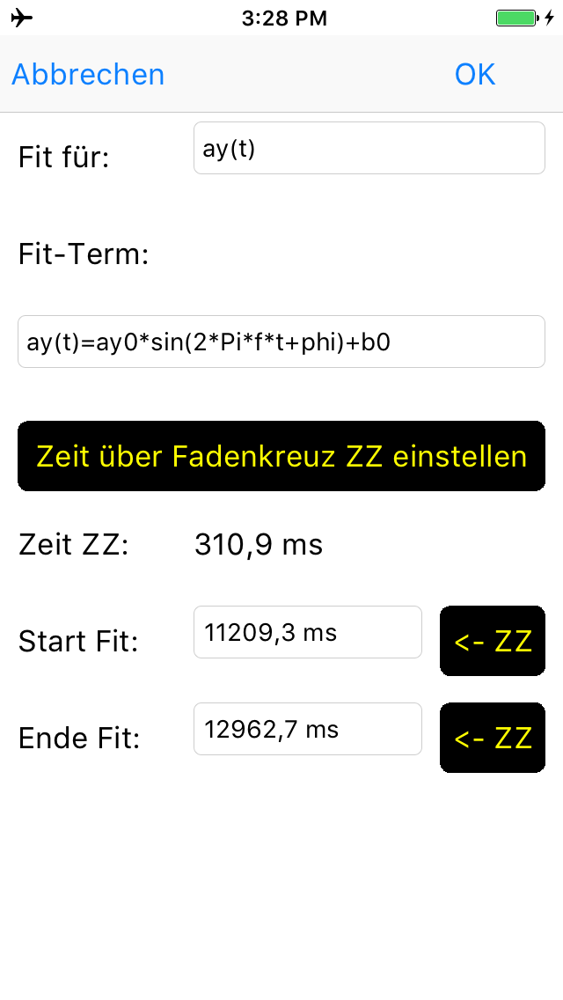 3:28 PM
Abbrechen OK
Fit für: ay(t)
Fit-Term:
ay(t)=ay0*sin(2*Pi*f*t+phi)+b0
Zeit über Fadenkreuz ZZ einstellen
Zeit ZZ: 310,9 ms
Start Fit: 11209,3 ms <- ZZ
Ende Fit: 12962,7 ms <- ZZ